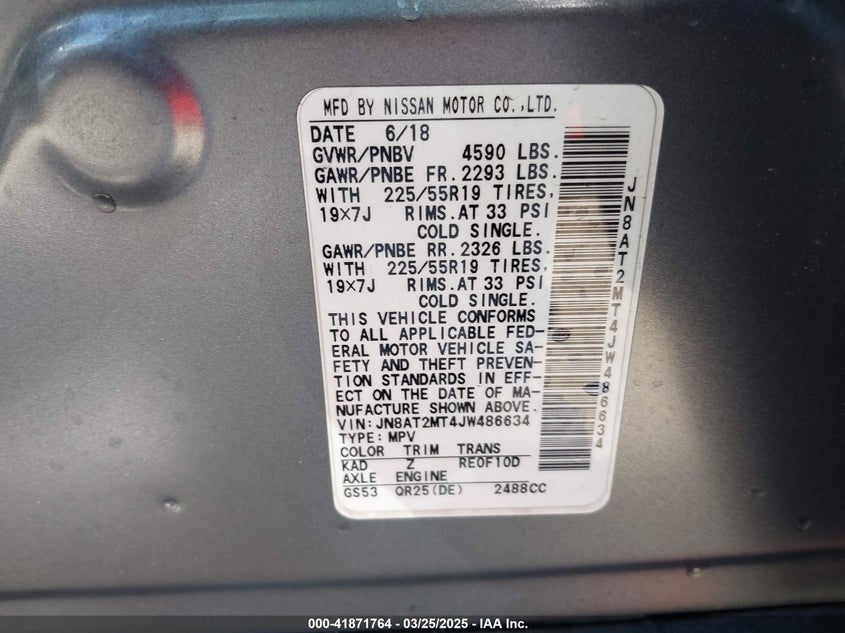 MFD BY NISSAN MOTOR CO.,LTD.
DATE 6/18
GVWR/PNBV 4590 LBS.
GAWR/PNBE FR.2293 LBS.
WITH 225/55R19 TIRES,
19×7J RIMS.AT 33 PSI
COLD SINGLE.
GAWR/PNBE RR.2326 LBS.
WITH 225/55R19 TIRES,
19×7J RIMS.AT 33 PSI
COLD SINGLE.
THIS VEHICLE CONFORMS
TO ALL APPLICABLE FED-
ERAL MOTOR VEHICLE SA-
FETY AND THEFT PREVEN-
TION STANDARDS IN EFF-
ECT ON THE DATE OF MA-
NUFACTURE SHOWN ABOVE.
VIN: JN8AT2MT4JW486634
TYPE: MPV
COLOR TRIM TRANS
KAD Z RE0F10D
AXLE ENGINE
GS53 QR25(DE) 2488CC
JN8AT2MT4JW486634
000-41871764 / 03/25/2025 - IAA Inc.